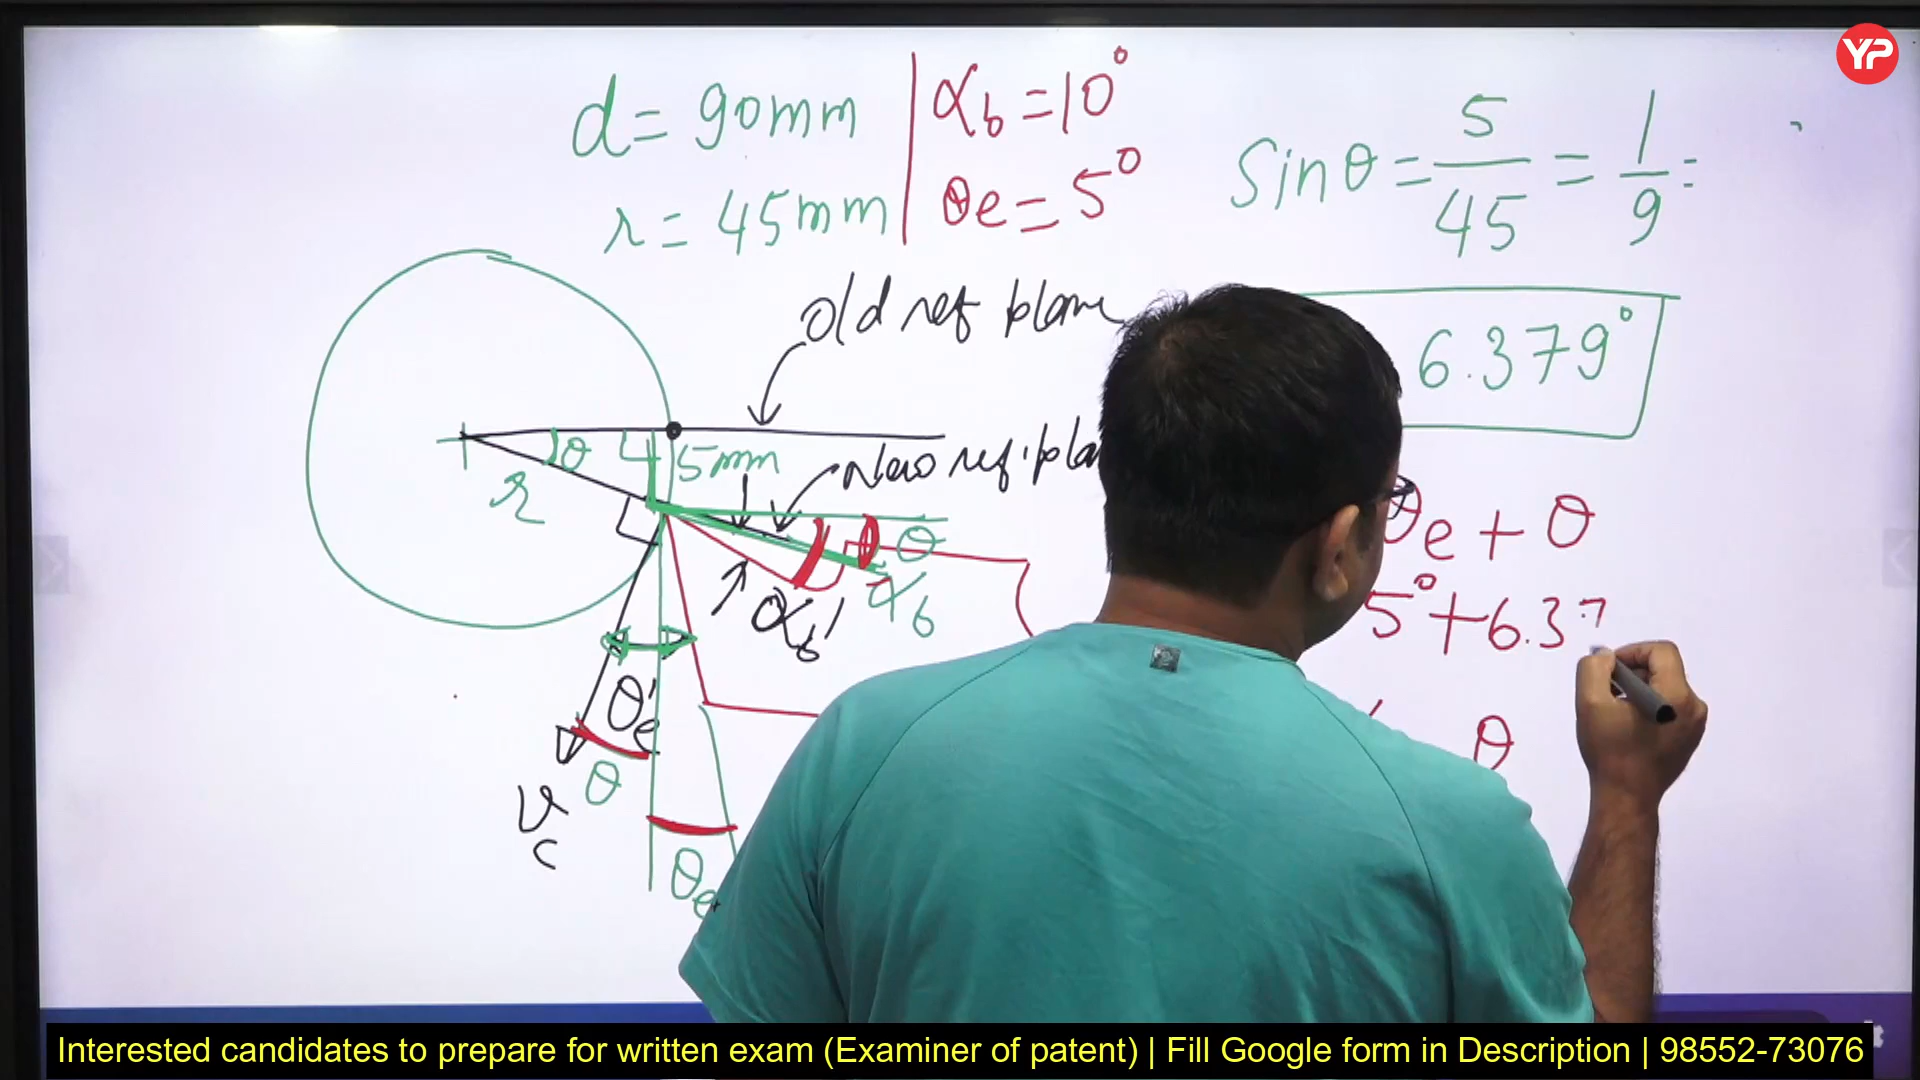 YP
d = 90mm
r = 45mm
αb = 10°
θe = 5°
Sinθ = 5/45 = 1/9 =
6.379°
old ref plane
θ
5mm
New ref. pla
r
θ
αb
αb'
θe'
θ
Vc
θe
θe + θ
5° + 6.37
θ
Interested candidates to prepare for written exam (Examiner of patent) | Fill Google form in Description | 98552-73076